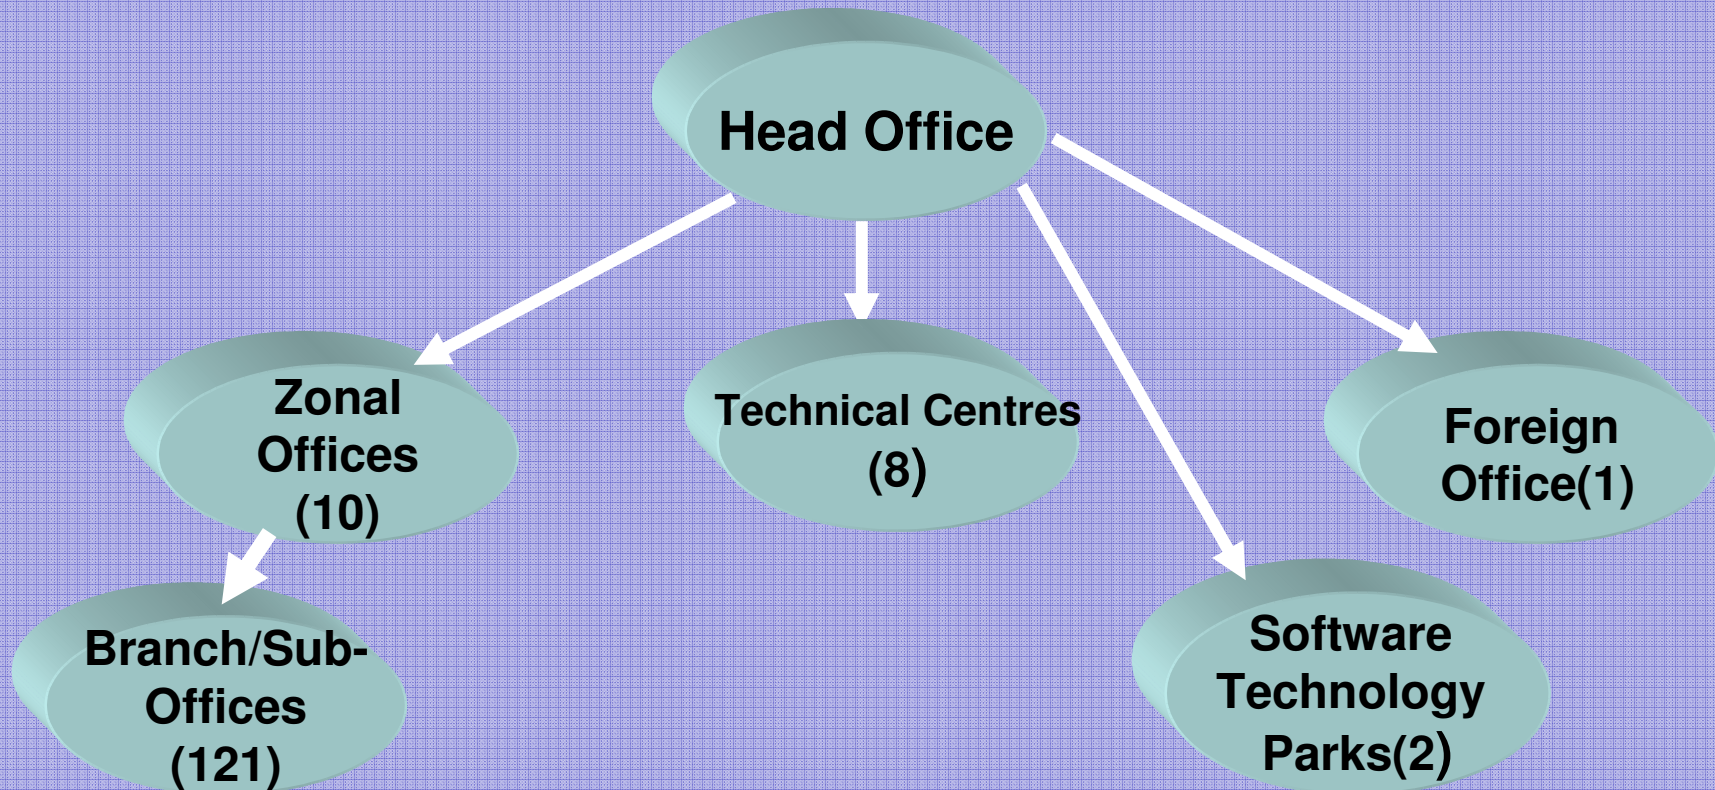 Head Office
Zonal
Offices
(10)
Technical Centres
(8)
Foreign
Office(1)
Branch/Sub-
Offices
(121)
Software
Technology
Parks(2)